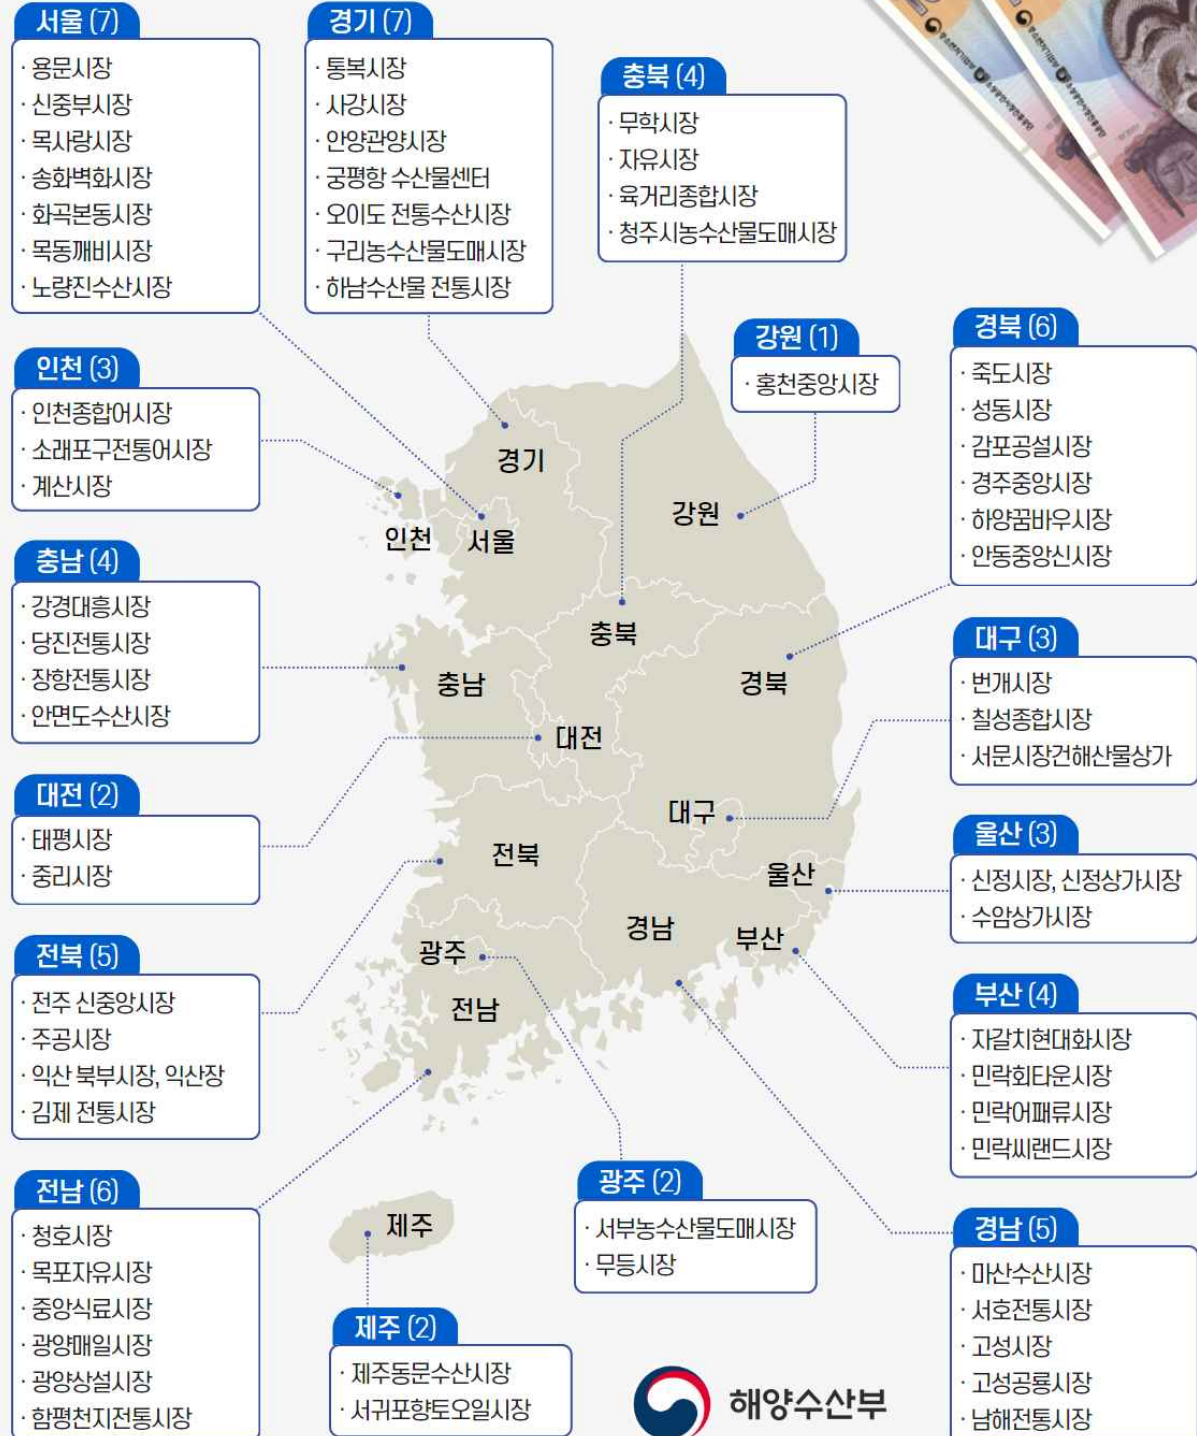 서울 (7)
· 용문시장
· 신중부시장
· 목사랑시장
· 송화벽화시장
· 화곡본동시장
· 목동깨비시장
· 노량진수산시장
경기 (7)
· 통복시장
· 사강시장
· 안양관양시장
· 궁평항 수산물센터
· 오이도 전통수산시장
· 구리농수산물도매시장
· 하남수산물 전통시장
충북 (4)
· 무학시장
· 자유시장
· 육거리종합시장
· 청주시농수산물도매시장
강원 (1)
· 홍천중앙시장
경북 (6)
· 죽도시장
· 성동시장
· 감포공설시장
· 경주중앙시장
· 하양꿈바우시장
· 안동중앙신시장
인천 (3)
· 인천종합어시장
· 소래포구전통어시장
· 계산시장
충남 (4)
· 강경대흥시장
· 당진전통시장
· 장항전통시장
· 안면도수산시장
대구 (3)
· 번개시장
· 칠성종합시장
· 서문시장건해산물상가
대전 (2)
· 태평시장
· 중리시장
울산 (3)
· 신정시장, 신정상가시장
· 수암상가시장
전북 (5)
· 전주 신중앙시장
· 주공시장
· 익산 북부시장, 익산장
· 김제 전통시장
부산 (4)
· 자갈치현대화시장
· 민락회타운시장
· 민락어패류시장
· 민락씨랜드시장
전남 (6)
· 청호시장
· 목포자유시장
· 중앙식료시장
· 광양매일시장
· 광양상설시장
· 함평천지전통시장
광주 (2)
· 서부농수산물도매시장
· 무등시장
제주 (2)
· 제주동문수산시장
· 서귀포향토오일시장
경남 (5)
· 마산수산시장
· 서호전통시장
· 고성시장
· 고성공룡시장
· 남해전통시장
경기
강원
인천
서울
충북
충남
경북
대전
대구
전북
울산
경남
부산
광주
전남
제주
해양수산부